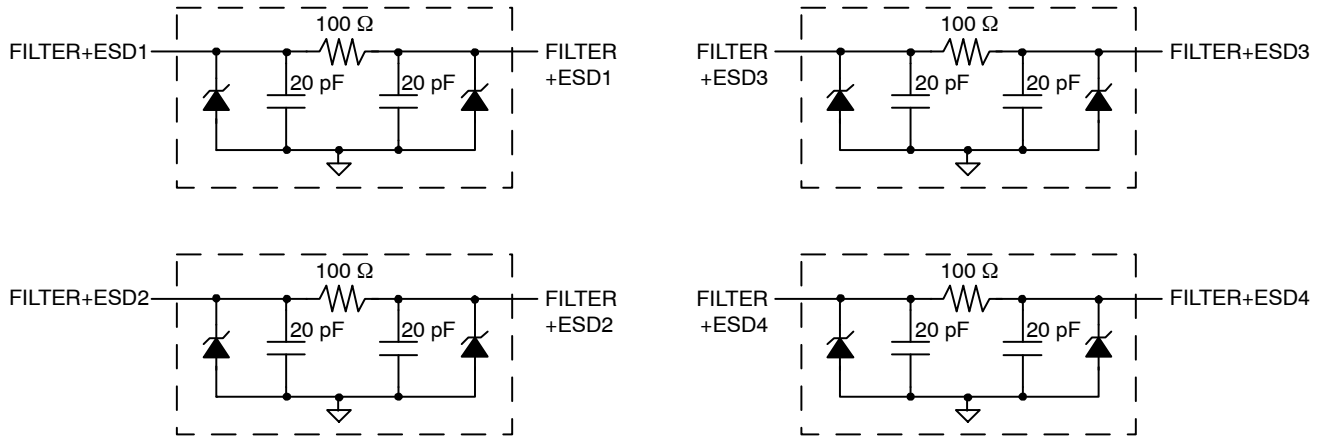 100 Ω
FILTER+ESD1
20 pF
20 pF
FILTER
+ESD1
100 Ω
FILTER
+ESD3
20 pF
20 pF
FILTER+ESD3
100 Ω
FILTER+ESD2
20 pF
20 pF
FILTER
+ESD2
100 Ω
FILTER
+ESD4
20 pF
20 pF
FILTER+ESD4